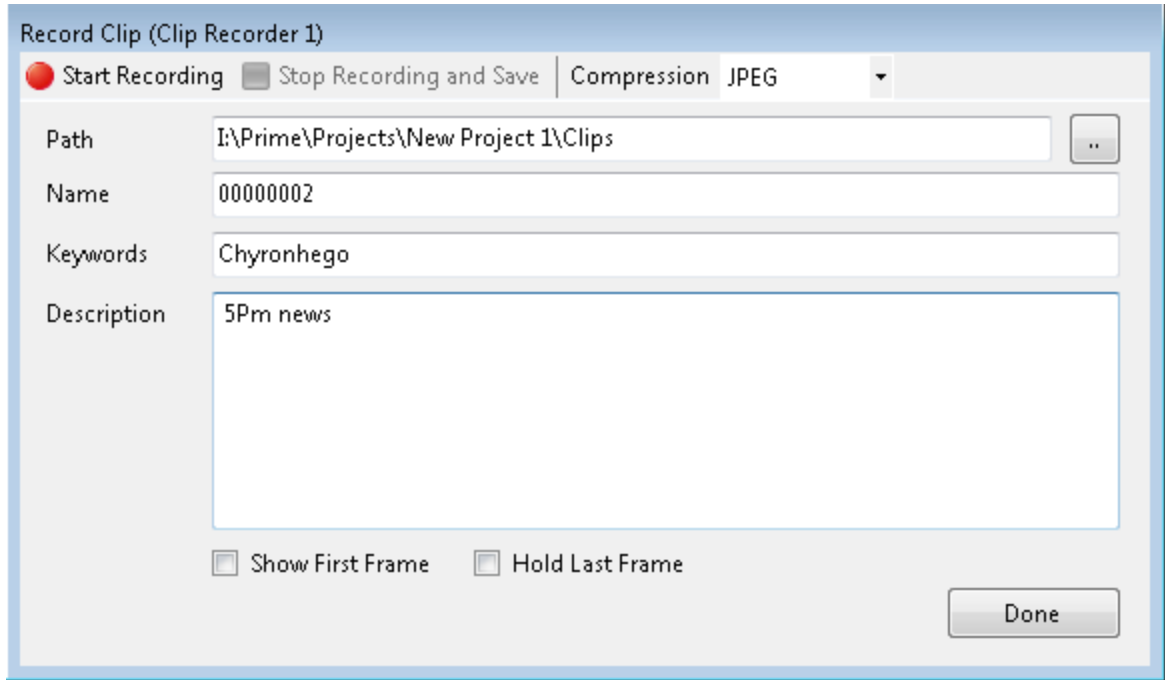 Record Clip (Clip Recorder 1)
Start Recording Stop Recording and Save Compression JPEG
Path I:\Prime\Projects\New Project 1\Clips ..
Name 00000002
Keywords Chyronhego
Description 5Pm news
Show First Frame Hold Last Frame
Done